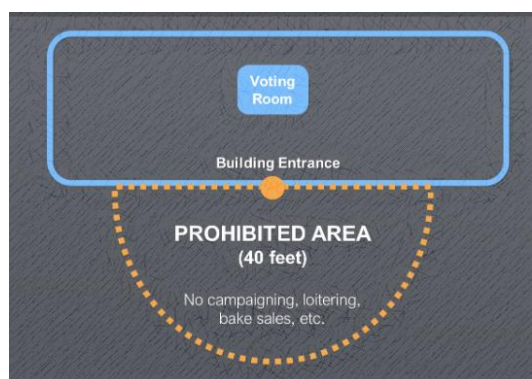 Voting
Room
Building Entrance
PROHIBITED AREA
(40 feet)
No campaigning, loitering,
bake sales, etc.